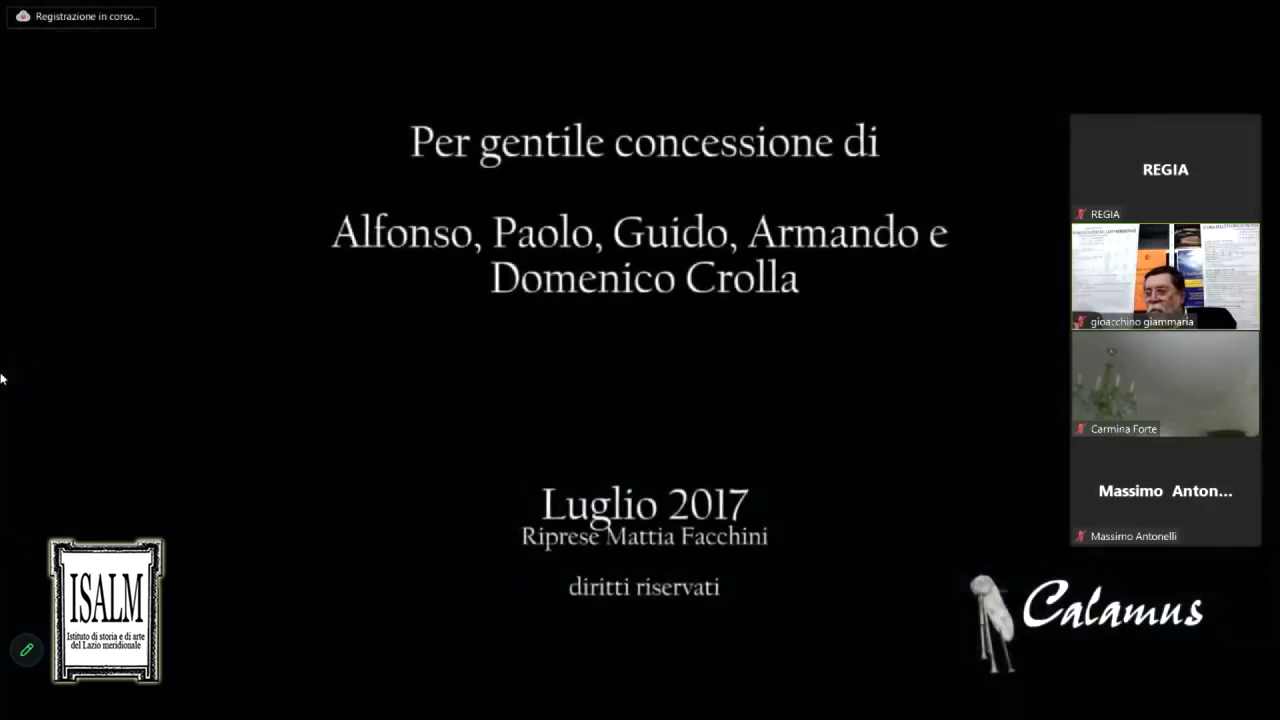 Registrazione in corso...
Per gentile concessione di
Alfonso, Paolo, Guido, Armando e
Domenico Crolla
Luglio 2017
Riprese Mattia Facchini
diritti riservati
ISALM
Istituto di storia e di arte
del Lazio meridionale
Calamus
REGIA
REGIA
gioacchino giammaria
Carmina Forte
Massimo Anton...
Massimo Antonelli